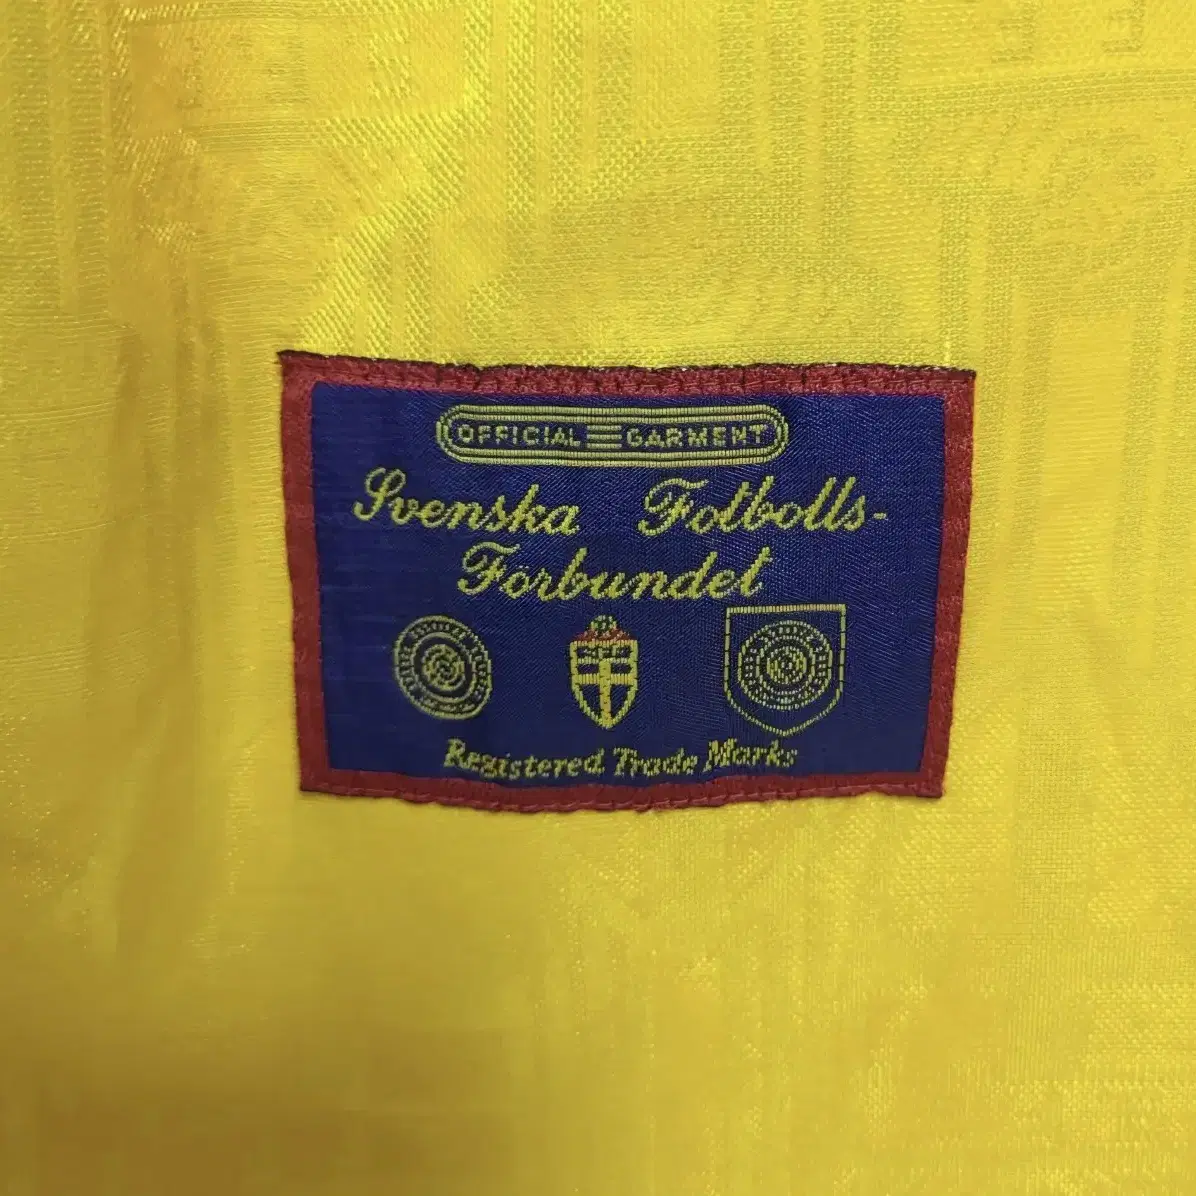 OFFICIAL GARMENT
Svenska Fotbolls-
Förbundet
Registered Trade Marks